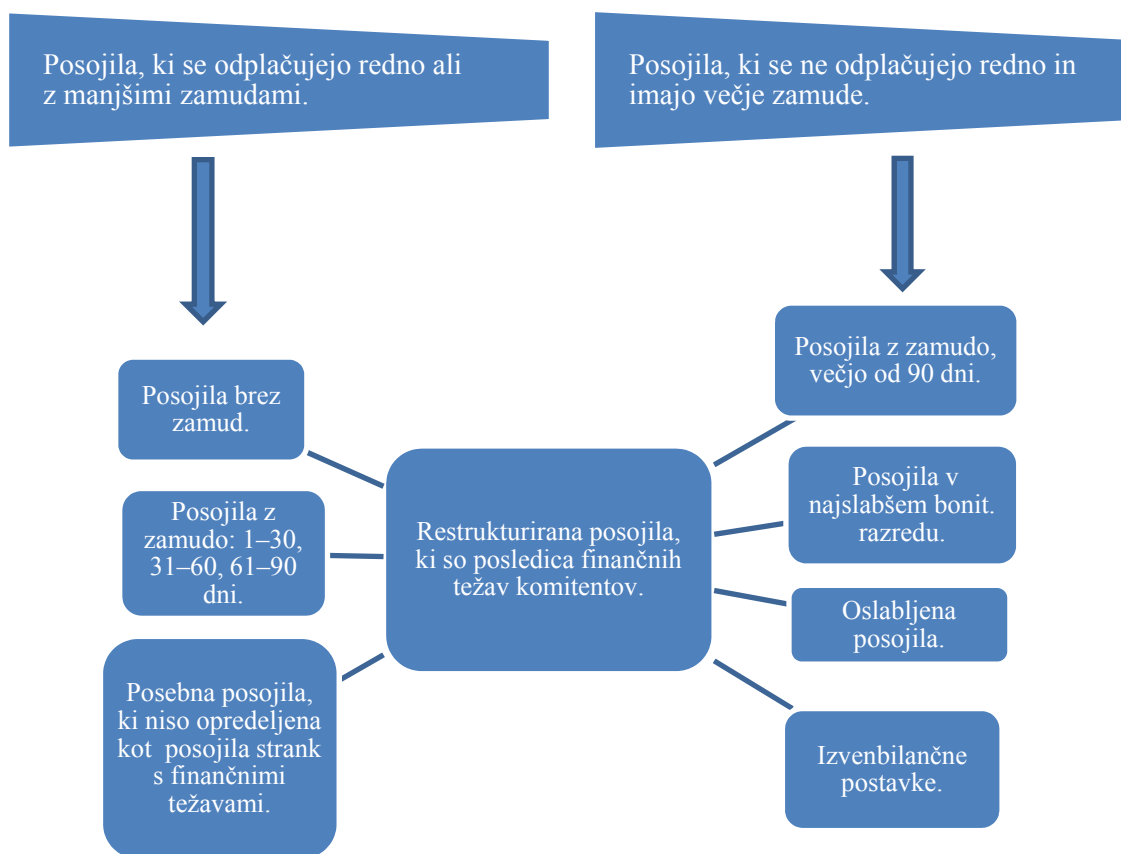 Posojila, ki se odplačujejo redno ali
z manjšimi zamudami.
Posojila, ki se ne odplačujejo redno in
imajo večje zamude.
Posojila brez
zamud.
Posojila z
zamudo: 1–30,
31–60, 61–90
dni.
Posebna posojila,
ki niso opredeljena
kot posojila strank
s finančnimi
težavami.
Restrukturirana posojila,
ki so posledica finančnih
težav komitentov.
Posojila z zamudo,
večjo od 90 dni.
Posojila v
najslabšem bonit.
razredu.
Oslabljena
posojila.
Izvenbilančne
postavke.